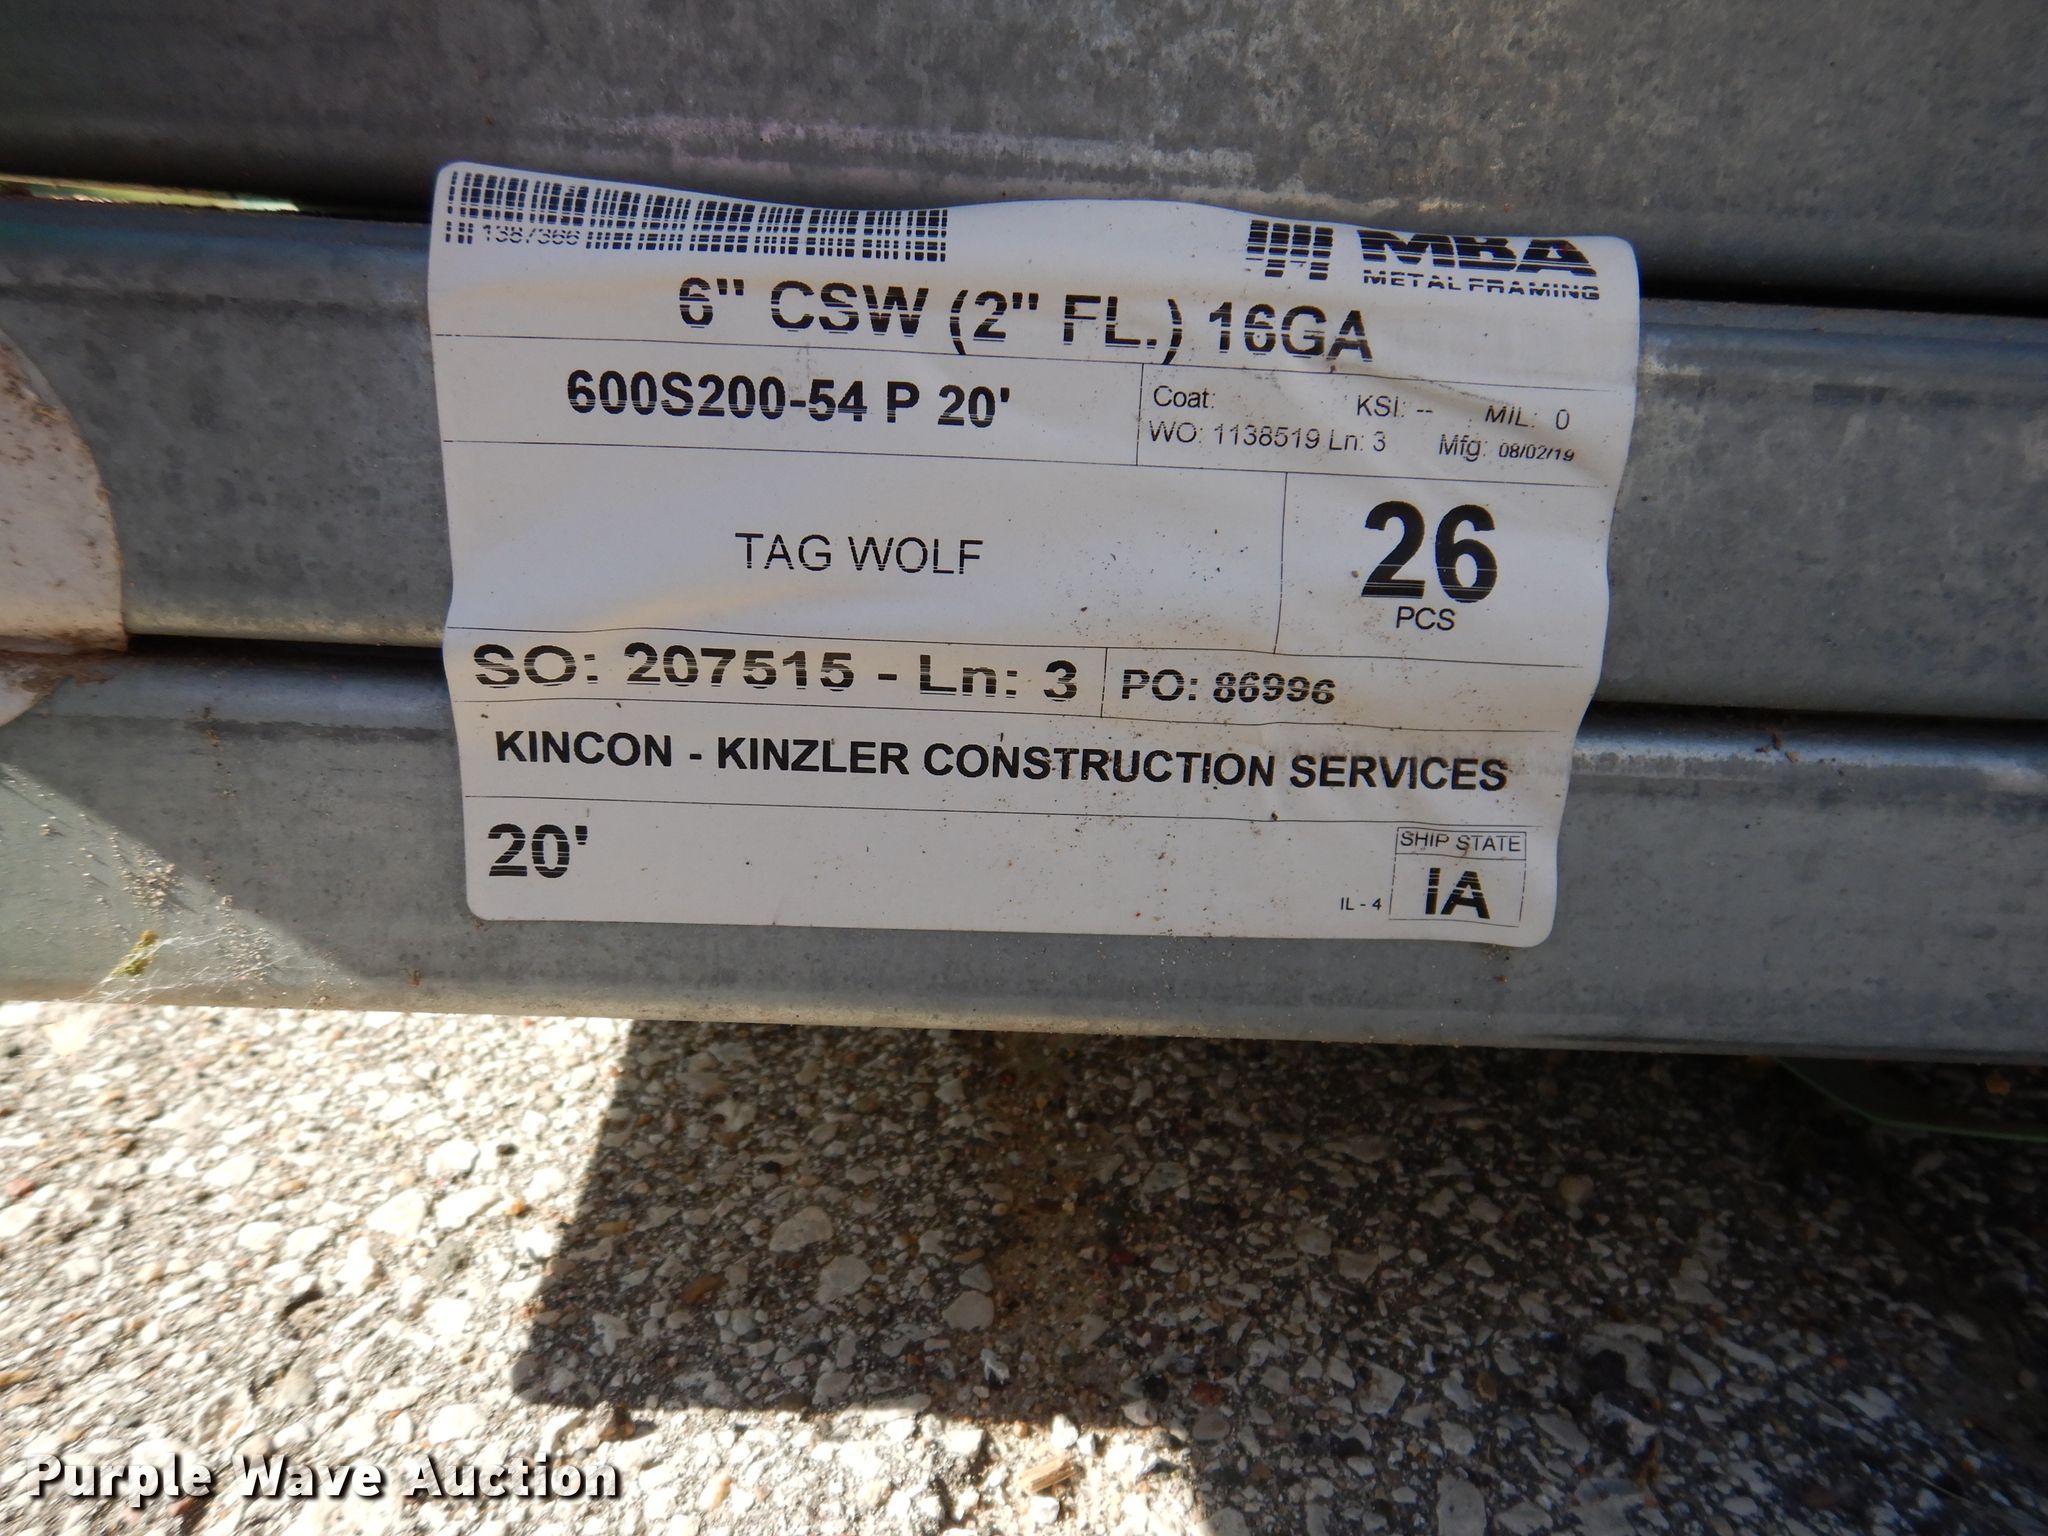 1387366
MBA
METAL FRAMING
6" CSW (2" FL.) 16GA
600S200-54 P 20'
Coat: KSI: -- MIL: 0
WO: 1138519 Ln: 3 Mfg: 08/02/19
TAG WOLF
26
PCS
SO: 207515 - Ln: 3
PO: 86996
KINCON - KINZLER CONSTRUCTION SERVICES
20'
SHIP STATE
IL - 4
IA
Purple Wave Auction